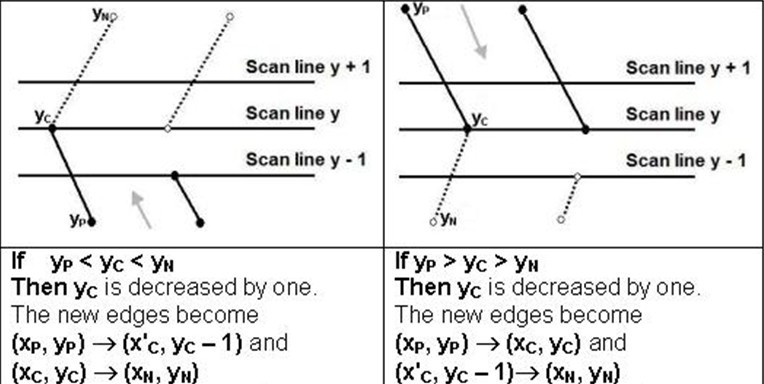 yN
Scan line y + 1
yC
Scan line y
Scan line y - 1
yP
If yP < yC < yN
Then yC is decreased by one.
The new edges become
(xP, yP) → (x'C, yC – 1) and
(xC, yC) → (xN, yN)
yP
Scan line y + 1
yC
Scan line y
Scan line y - 1
yN
If yP > yC > yN
Then yC is decreased by one.
The new edges become
(xP, yP) → (xC, yC) and
(x'C, yC – 1)→ (xN, yN)